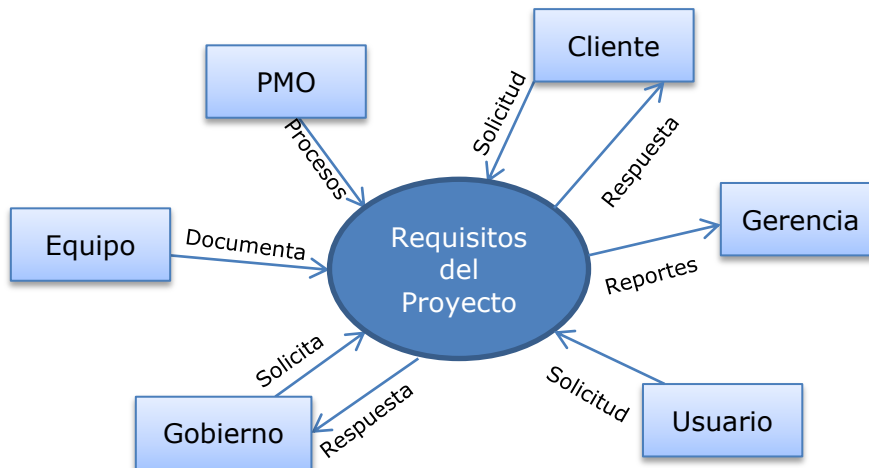 Cliente
PMO
Solicitud
Procesos
Respuesta
Equipo
Documenta
Requisitos
del
Proyecto
Gerencia
Reportes
Solicita
Respuesta
Gobierno
Solicitud
Usuario